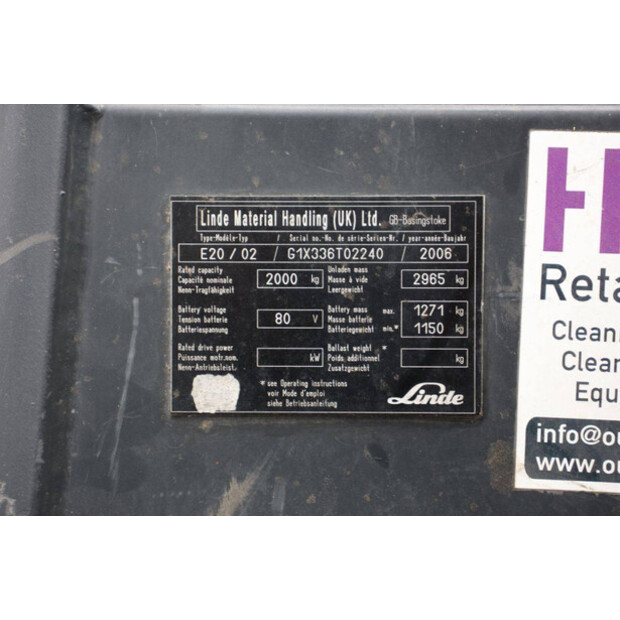 Linde Material Handling (UK) Ltd. GB-Basingstoke
Type-Modèle-Typ / Serial no.-No. de série-Serien-Nr. / year-année-Baujahr
E20 / 02 / G1X336T02240 / 2006
Rated capacity
Capacité nominale 2000 kg
Nenn-Tragfähigkeit
Unladen mass
Masse à vide 2965 kg
Leergewicht
Battery voltage
Tension batterie 80 V
Batteriespannung
Battery mass max. 1271 kg
Masse batterie
Batteriegewicht min.* 1150 kg
Rated drive power
Puissance motr.nom. kW
Nenn-Antriebsleist.
Ballast weight *
Poids additionnel kg
Zusatzgewicht
* see Operating instructions
voir Mode d'emploi
siehe Betriebsanleitung
Linde
H
Reta
Cleani
Clean
Equ
info@ou
www.ou